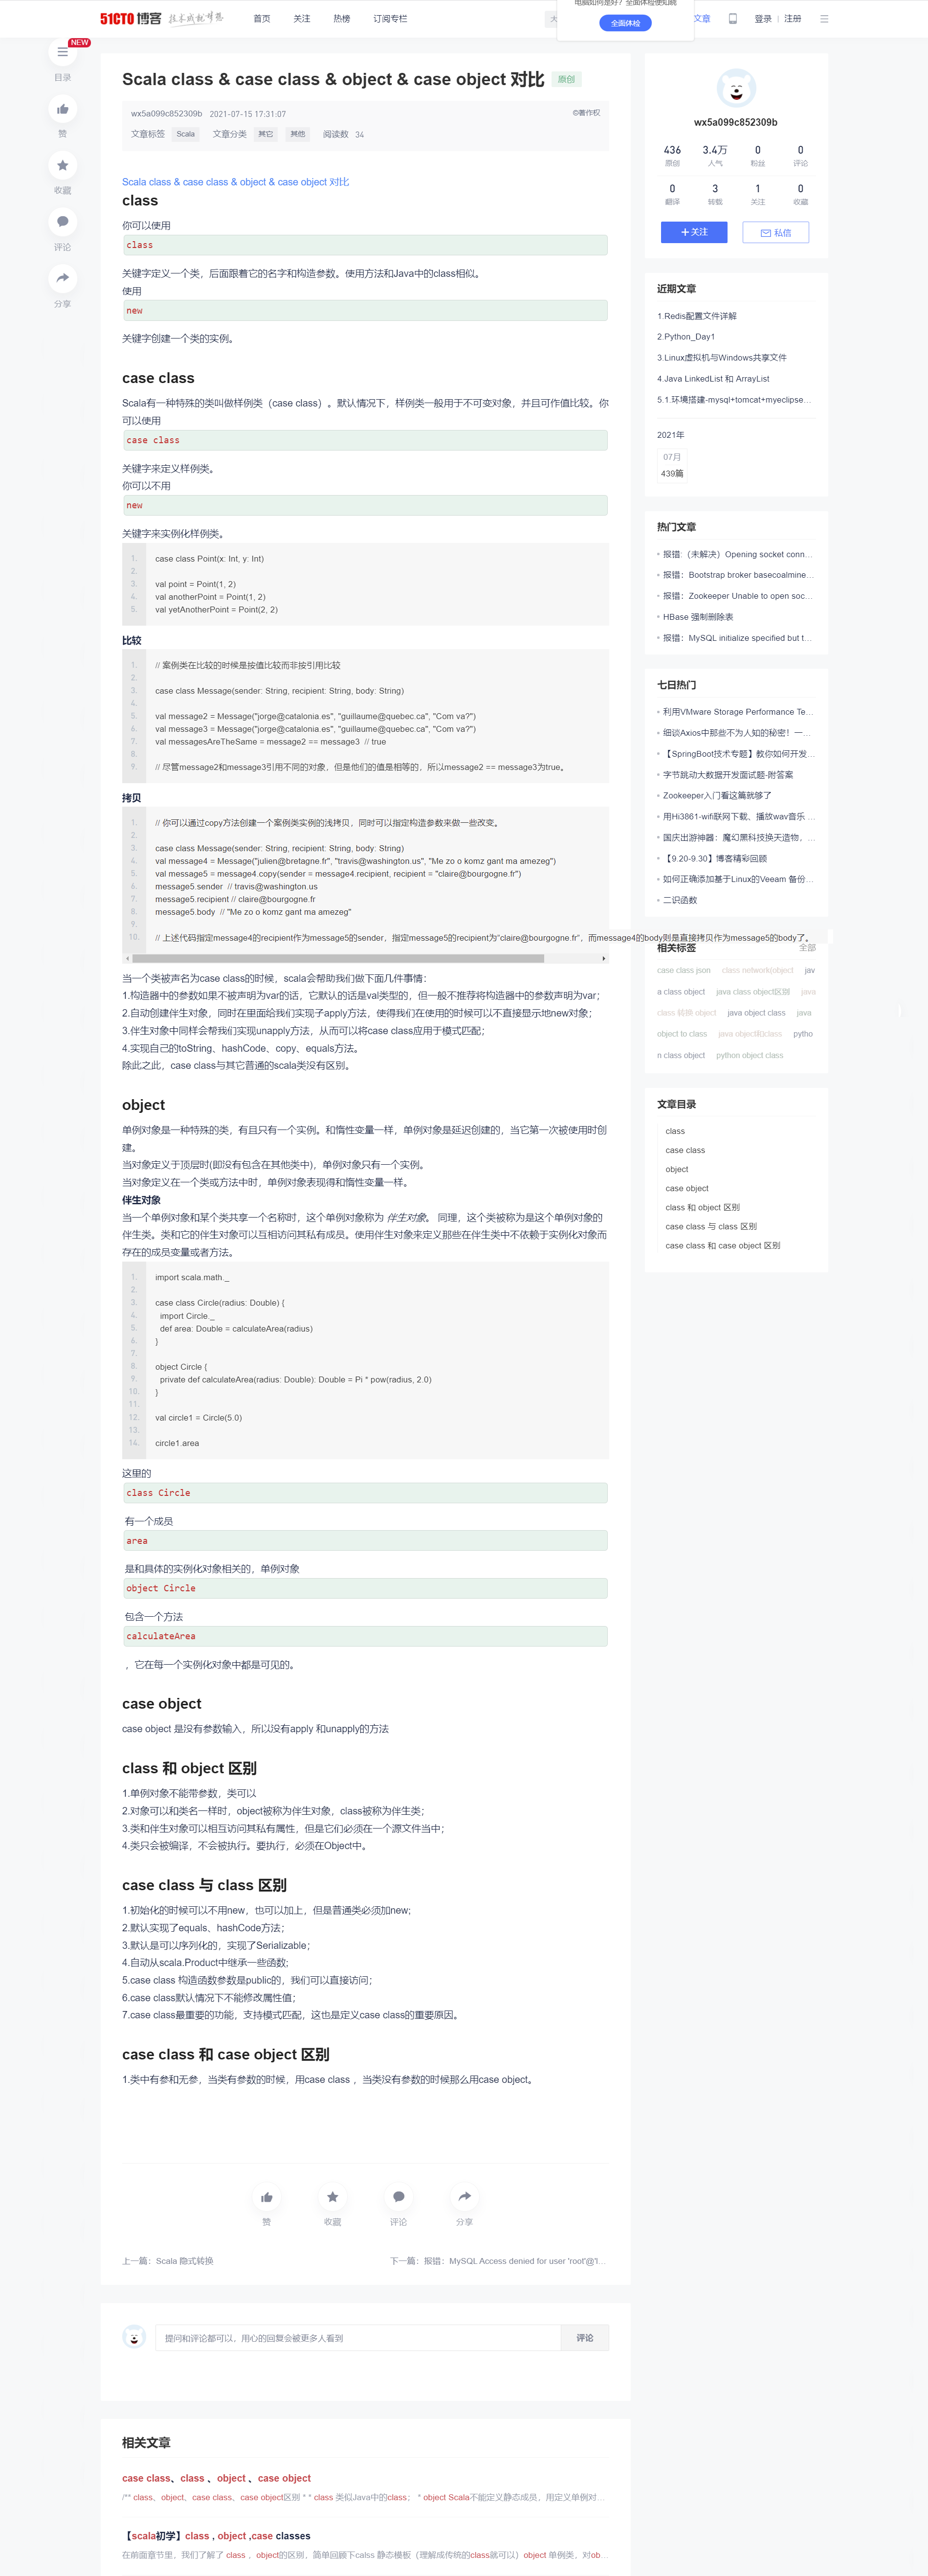 51CTO 博客 技术成就梦想 首页 关注 热榜 订阅专栏
电脑如何是好？全面体检便知晓
全面体检
文章 登录 注册
NEW
目录
赞
收藏
评论
分享
Scala class & case class & object & case object 对比 原创
wx5a099c852309b 2021-07-15 17:31:07 ©著作权
文章标签 Scala 文章分类 其它 其他 阅读数 34
Scala class & case class & object & case object 对比
class
你可以使用
class
关键字定义一个类，后面跟着它的名字和构造参数。使用方法和Java中的class相似。
使用
new
关键字创建一个类的实例。
case class
Scala有一种特殊的类叫做样例类（case class）。默认情况下，样例类一般用于不可变对象，并且可作值比较。你
可以使用
case class
关键字来定义样例类。
你可以不用
new
关键字来实例化样例类。
1. case class Point(x: Int, y: Int)
2.
3. val point = Point(1, 2)
4. val anotherPoint = Point(1, 2)
5. val yetAnotherPoint = Point(2, 2)
比较
1. // 案例类在比较的时候是按值比较而非按引用比较
2.
3. case class Message(sender: String, recipient: String, body: String)
4.
5. val message2 = Message("jorge@catalonia.es", "guillaume@quebec.ca", "Com va?")
6. val message3 = Message("jorge@catalonia.es", "guillaume@quebec.ca", "Com va?")
7. val messagesAreTheSame = message2 == message3  // true
8.
9. // 尽管message2和message3引用不同的对象，但是他们的值是相等的，所以message2 == message3为true。
拷贝
1. // 你可以通过copy方法创建一个案例类实例的浅拷贝，同时可以指定构造参数来做一些改变。
2.
3. case class Message(sender: String, recipient: String, body: String)
4. val message4 = Message("julien@bretagne.fr", "travis@washington.us", "Me zo o komz gant ma amezeg")
5. val message5 = message4.copy(sender = message4.recipient, recipient = "claire@bourgogne.fr")
6. message5.sender  // travis@washington.us
7. message5.recipient // claire@bourgogne.fr
8. message5.body  // "Me zo o komz gant ma amezeg"
9.
10. // 上述代码指定message4的recipient作为message5的sender，指定message5的recipient为"claire@bourgogne.fr"，而message4的body则是直接拷贝作为message5的body了。
当一个类被声名为case class的时候，scala会帮助我们做下面几件事情：
1.构造器中的参数如果不被声明为var的话，它默认的话是val类型的，但一般不推荐将构造器中的参数声明为var；
2.自动创建伴生对象，同时在里面给我们实现子apply方法，使得我们在使用的时候可以不直接显示地new对象；
3.伴生对象中同样会帮我们实现unapply方法，从而可以将case class应用于模式匹配；
4.实现自己的toString、hashCode、copy、equals方法。
除此之此，case class与其它普通的scala类没有区别。
object
单例对象是一种特殊的类，有且只有一个实例。和惰性变量一样，单例对象是延迟创建的，当它第一次被使用时创
建。
当对象定义于顶层时(即没有包含在其他类中)，单例对象只有一个实例。
当对象定义在一个类或方法中时，单例对象表现得和惰性变量一样。
伴生对象
当一个单例对象和某个类共享一个名称时，这个单例对象称为 伴生对象。 同理，这个类被称为是这个单例对象的
伴生类。类和它的伴生对象可以互相访问其私有成员。使用伴生对象来定义那些在伴生类中不依赖于实例化对象而
存在的成员变量或者方法。
1. import scala.math._
2.
3. case class Circle(radius: Double) {
4.   import Circle._
5.   def area: Double = calculateArea(radius)
6. }
7.
8. object Circle {
9.   private def calculateArea(radius: Double): Double = Pi * pow(radius, 2.0)
10. }
11.
12. val circle1 = Circle(5.0)
13.
14. circle1.area
这里的
class Circle
有一个成员
area
是和具体的实例化对象相关的，单例对象
object Circle
包含一个方法
calculateArea
，它在每一个实例化对象中都是可见的。
case object
case object 是没有参数输入，所以没有apply 和unapply的方法
class 和 object 区别
1.单例对象不能带参数，类可以
2.对象可以和类名一样时，object被称为伴生对象，class被称为伴生类；
3.类和伴生对象可以相互访问其私有属性，但是它们必须在一个源文件当中；
4.类只会被编译，不会被执行。要执行，必须在Object中。
case class 与 class 区别
1.初始化的时候可以不用new，也可以加上，但是普通类必须加new;
2.默认实现了equals、hashCode方法；
3.默认是可以序列化的，实现了Serializable；
4.自动从scala.Product中继承一些函数;
5.case class 构造函数参数是public的，我们可以直接访问；
6.case class默认情况下不能修改属性值；
7.case class最重要的功能，支持模式匹配，这也是定义case class的重要原因。
case class 和 case object 区别
1.类中有参和无参，当类有参数的时候，用case class ，当类没有参数的时候那么用case object。
赞 收藏 评论 分享
上一篇：Scala 隐式转换 下一篇：报错：MySQL Access denied for user 'root'@'l...
提问和评论都可以，用心的回复会被更多人看到 评论
相关文章
case class、class 、object 、case object
/** class、object、case class、case object区别 * * class 类似Java中的class； * object Scala不能定义静态成员，用定义单例对...
【scala初学】class , object ,case classes
在前面章节里，我们了解了 class ，object的区别，简单回顾下calss 静态模板（理解成传统的class就可以）object 单例类，对ob...
wx5a099c852309b
436 3.4万 0 0
原创 人气 粉丝 评论
0 3 1 0
翻译 转载 关注 收藏
+关注 私信
近期文章
1.Redis配置文件详解
2.Python_Day1
3.Linux虚拟机与Windows共享文件
4.Java LinkedList 和 ArrayList
5.1.环境搭建-mysql+tomcat+myeclipse...
2021年
07月
439篇
热门文章
报错:（未解决）Opening socket conn...
报错：Bootstrap broker basecoalmine...
报错：Zookeeper Unable to open soc...
HBase 强制删除表
报错：MySQL initialize specified but t...
七日热门
利用VMware Storage Performance Te...
细谈Axios中那些不为人知的秘密！一...
【SpringBoot技术专题】教你如何开发...
字节跳动大数据开发面试题-附答案
Zookeeper入门看这篇就够了
用Hi3861-wifi联网下载、播放wav音乐 ...
国庆出游神器：魔幻黑科技换天造物，...
【9.20-9.30】博客精彩回顾
如何正确添加基于Linux的Veeam 备份...
二识函数
相关标签 全部
case class json class network(object jav
a class object java class object区别 java
class 转换 object java object class java
object to class java object和class pytho
n class object python object class
文章目录
class
case class
object
case object
class 和 object 区别
case class 与 class 区别
case class 和 case object 区别